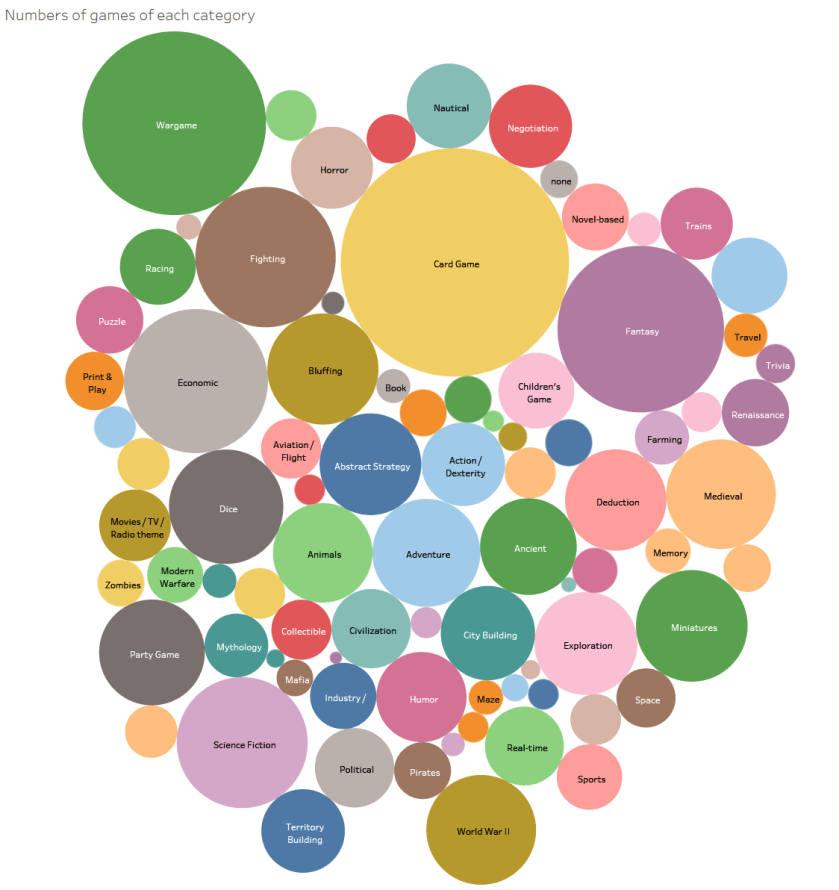 Numbers of games of each category
Nautical
Wargame
Negotiation
Horror
none
Novel-based
Trains
Fighting
Card Game
Racing
Puzzle
Fantasy
Travel
Trivia
Bluffing
Print &
Play
Economic
Book
Children's
Game
Renaissance
Farming
Aviation /
Flight
Abstract Strategy
Action /
Dexterity
Medieval
Deduction
Dice
Movies / TV /
Radio theme
Animals
Adventure
Ancient
Memory
Modern
Warfare
Zombies
Miniatures
Collectible
Civilization
City Building
Mythology
Exploration
Party Game
Mafia
Industry /
Humor
Maze
Space
Science Fiction
Real-time
Political
Pirates
Sports
Territory
Building
World War II